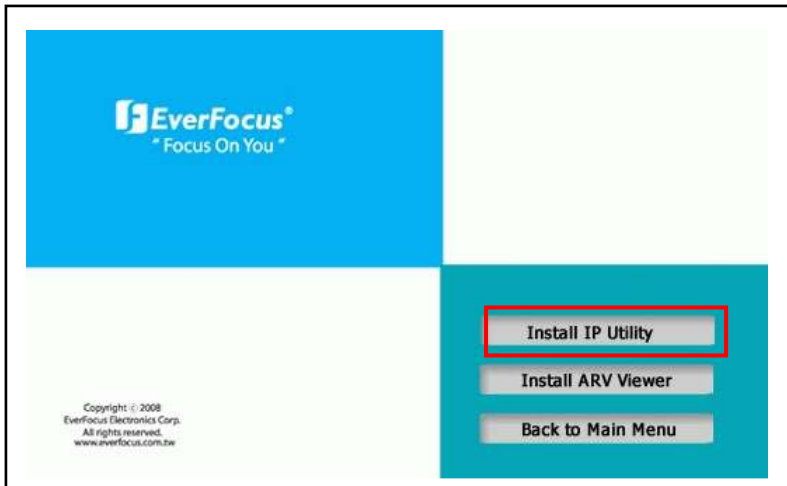 EverFocus®
"Focus On You"
Install IP Utility
Install ARV Viewer
Back to Main Menu
Copyright © 2008
EverFocus Electronics Corp.
All rights reserved.
www.everfocus.com.tw